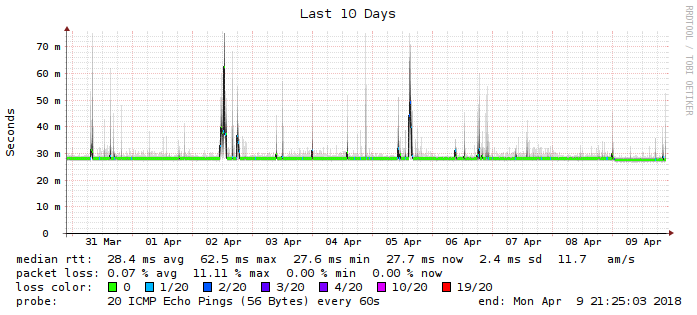 Last 10 Days
RRDTOOL / TOBI OETIKER
Seconds
70 m
60 m
50 m
40 m
30 m
20 m
10 m
0
31 Mar 01 Apr 02 Apr 03 Apr 04 Apr 05 Apr 06 Apr 07 Apr 08 Apr 09 Apr
median rtt: 28.4 ms avg 62.5 ms max 27.6 ms min 27.7 ms now 2.4 ms sd 11.7 am/s
packet loss: 0.07 % avg 11.11 % max 0.00 % min 0.00 % now
loss color: 0 1/20 2/20 3/20 4/20 10/20 19/20
probe: 20 ICMP Echo Pings (56 Bytes) every 60s end: Mon Apr 9 21:25:03 2018